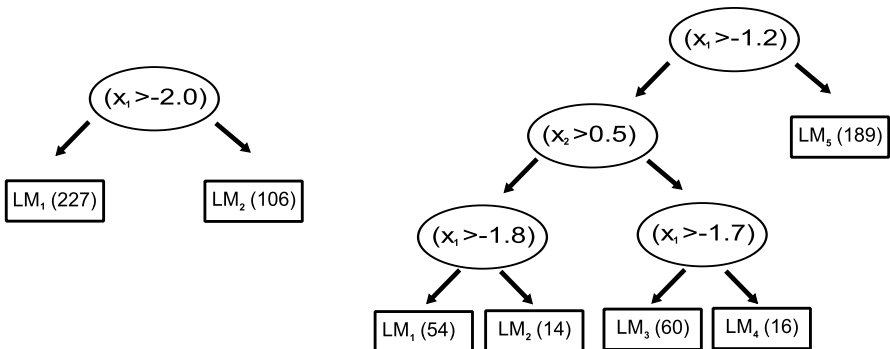 (x₁>-2.0)
LM₁ (227)
LM₂ (106)
(x₁>-1.2)
(x₂>0.5)
LM₅ (189)
(x₁>-1.8)
(x₁>-1.7)
LM₁ (54)
LM₂ (14)
LM₃ (60)
LM₄ (16)